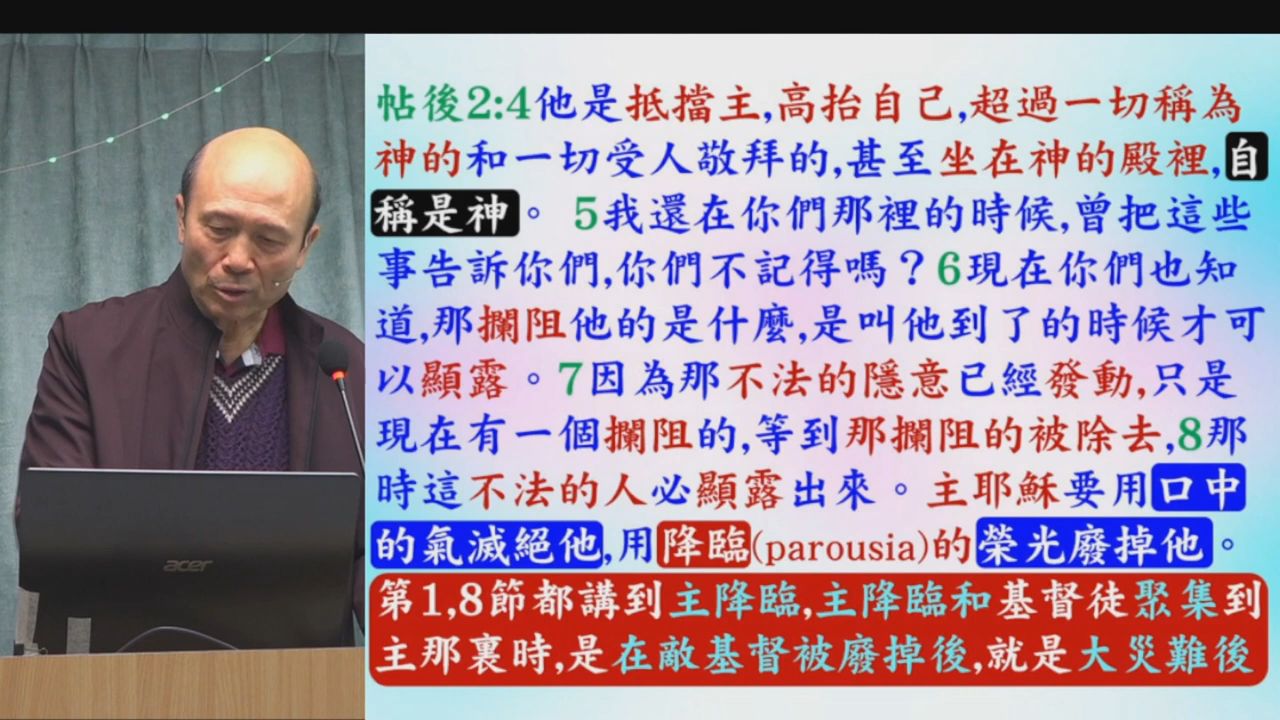 帖後2:4他是抵擋主,高抬自己,超過一切稱為
神的和一切受人敬拜的,甚至坐在神的殿裡,自
稱是神。 5我還在你們那裡的時候,曾把這些
事告訴你們,你們不記得嗎？6現在你們也知
道,那攔阻他的是什麼,是叫他到了的時候才可
以顯露。7因為那不法的隱意已經發動,只是
現在有一個攔阻的,等到那攔阻的被除去,8那
時這不法的人必顯露出來。主耶穌要用口中
的氣滅絕他,用降臨(parousia)的榮光廢掉他。
第1,8節都講到主降臨,主降臨和基督徒聚集到
主那裏時,是在敵基督被廢掉後,就是大災難後
acer